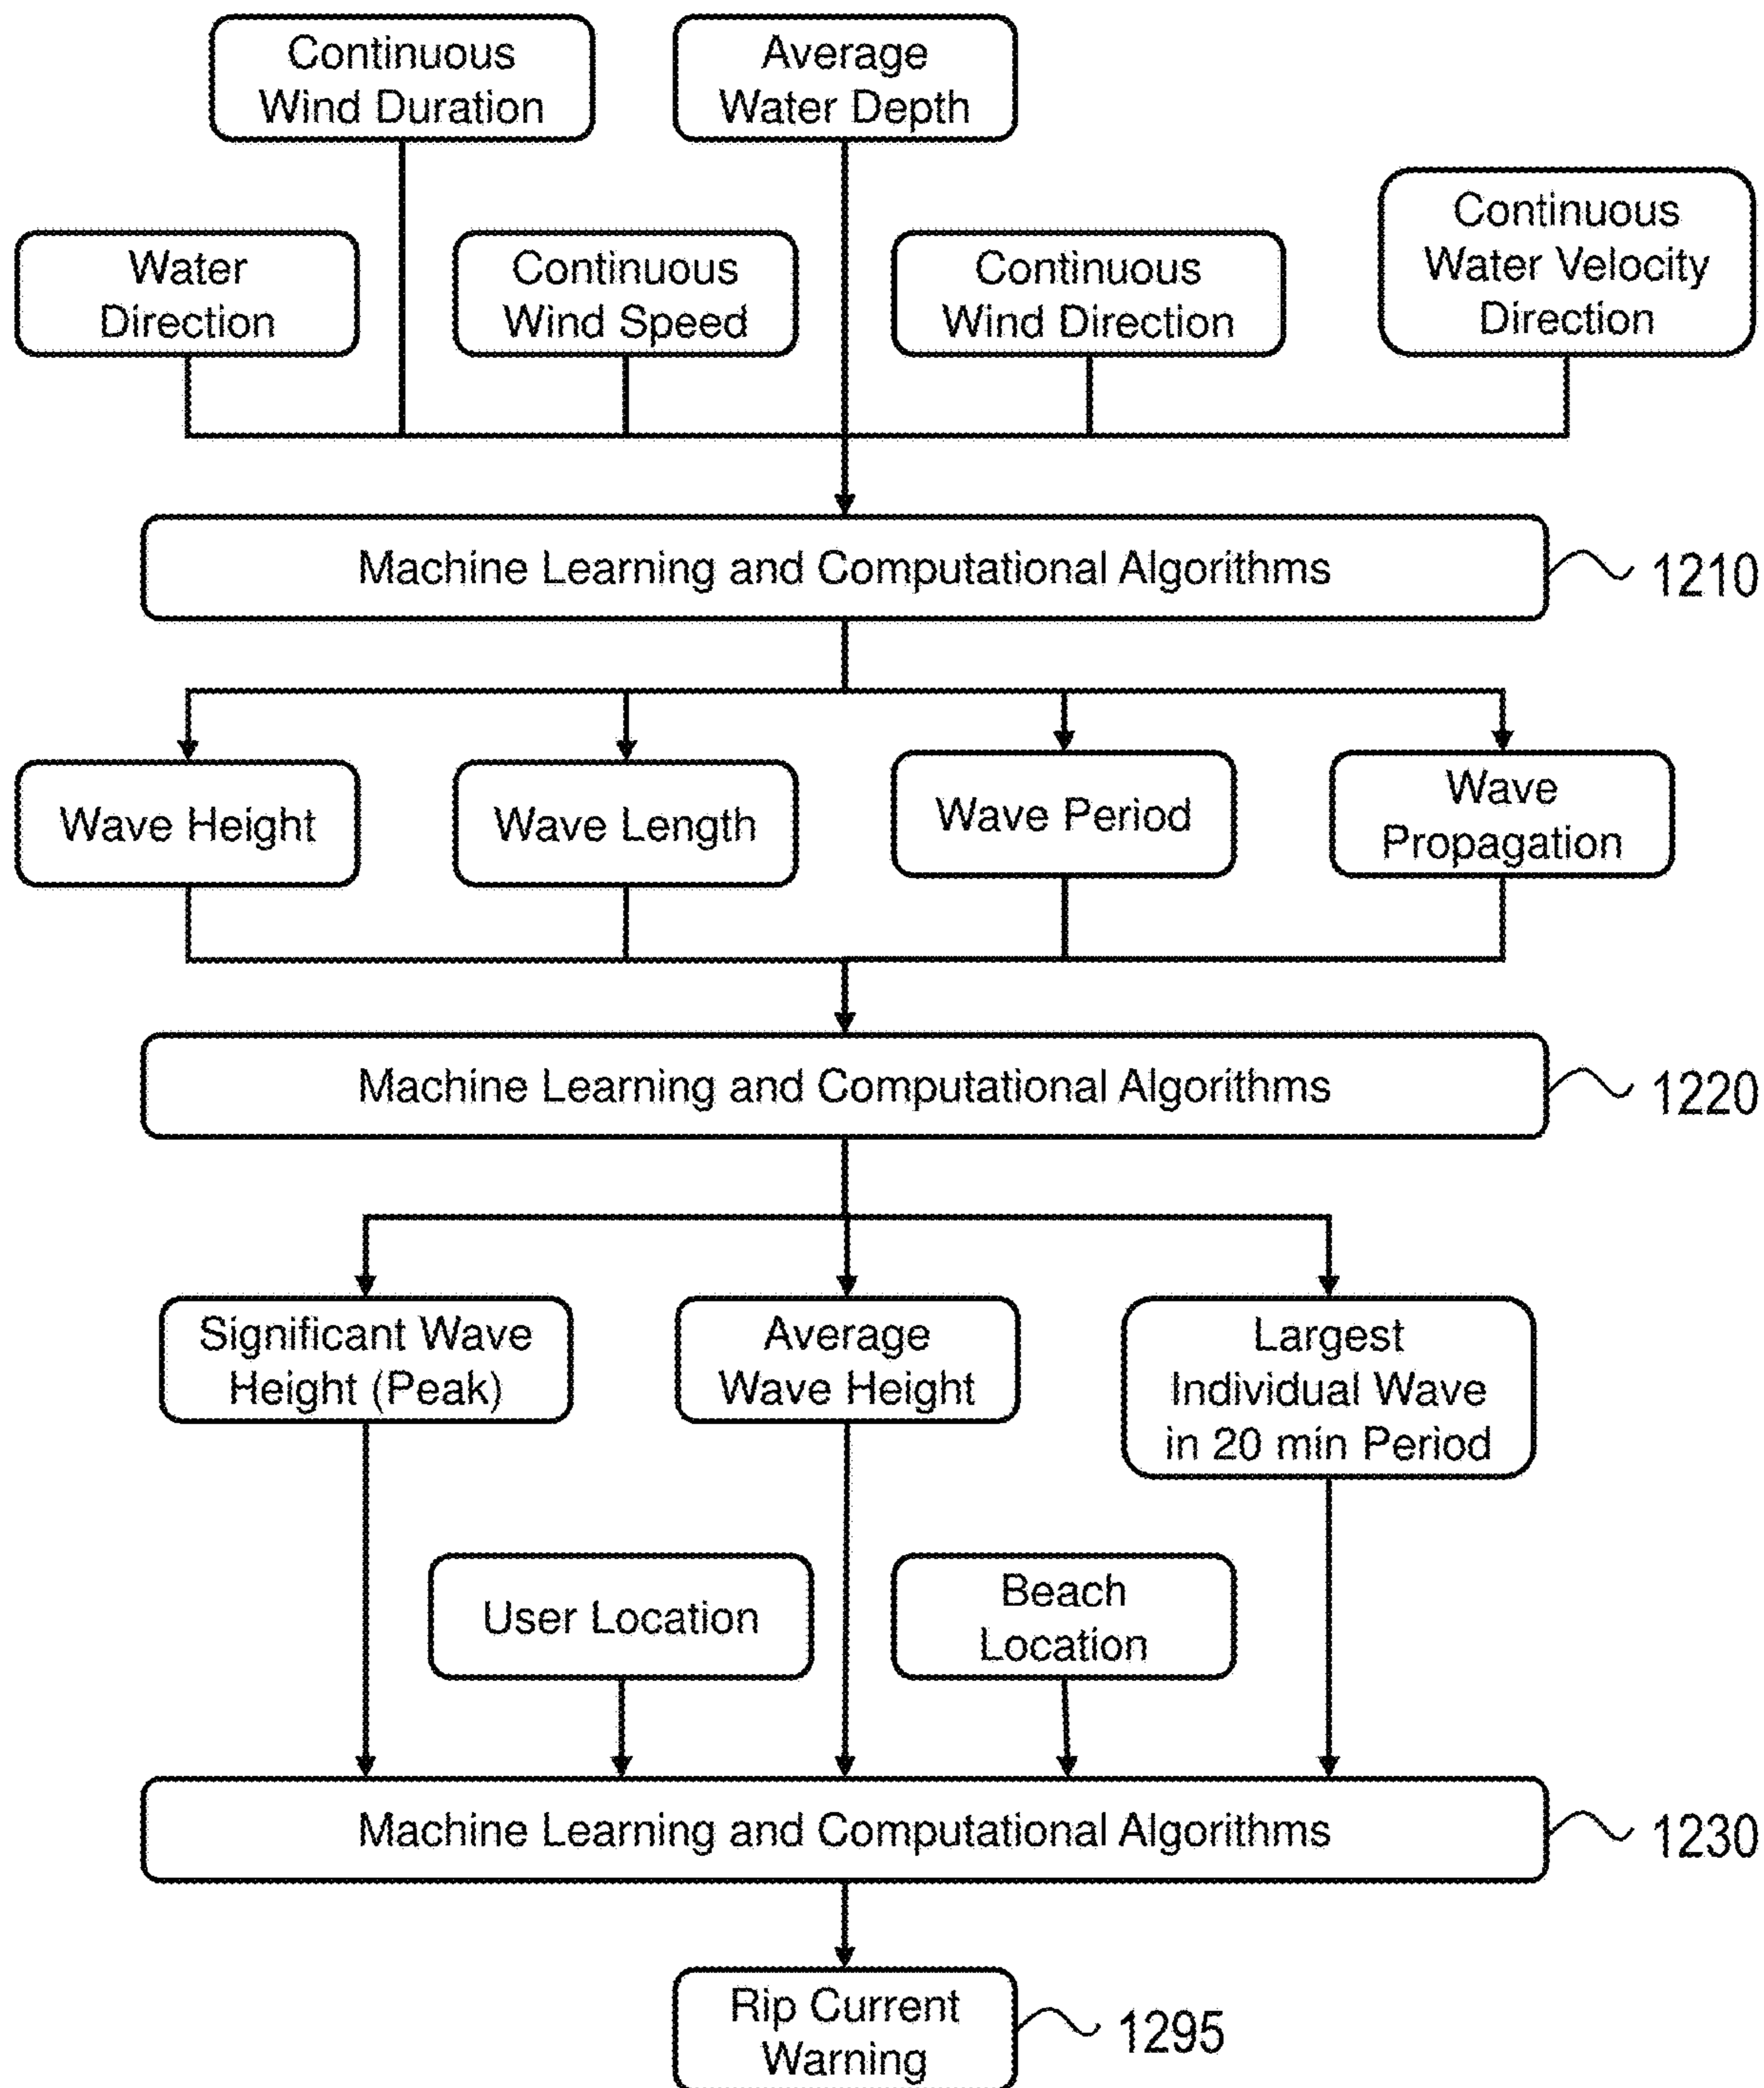 Continuous
Wind Duration
Average
Water Depth
Water
Direction
Continuous
Wind Speed
Continuous
Wind Direction
Continuous
Water Velocity
Direction
Machine Learning and Computational Algorithms
1210
Wave Height
Wave Length
Wave Period
Wave
Propagation
Machine Learning and Computational Algorithms
1220
Significant Wave
Height (Peak)
Average
Wave Height
Largest
Individual Wave
in 20 min Period
User Location
Beach
Location
Machine Learning and Computational Algorithms
1230
Rip Current
Warning
1295